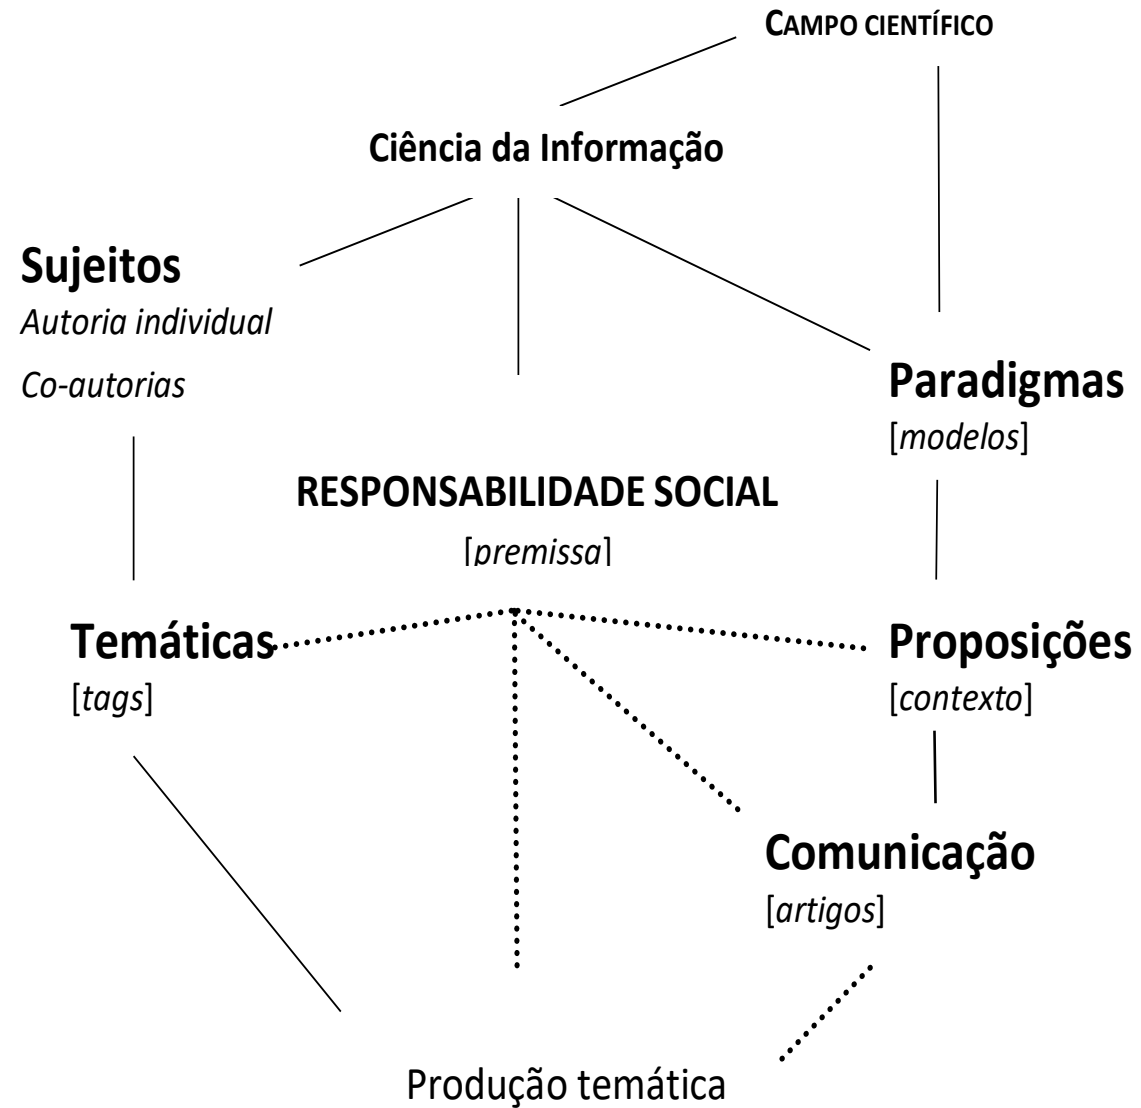 CAMPO CIENTÍFICO
Ciência da Informação
Sujeitos
Autoria individual
Co-autorias
Paradigmas
[modelos]
RESPONSABILIDADE SOCIAL
[premissa]
Temáticas
[tags]
Proposições
[contexto]
Comunicação
[artigos]
Produção temática